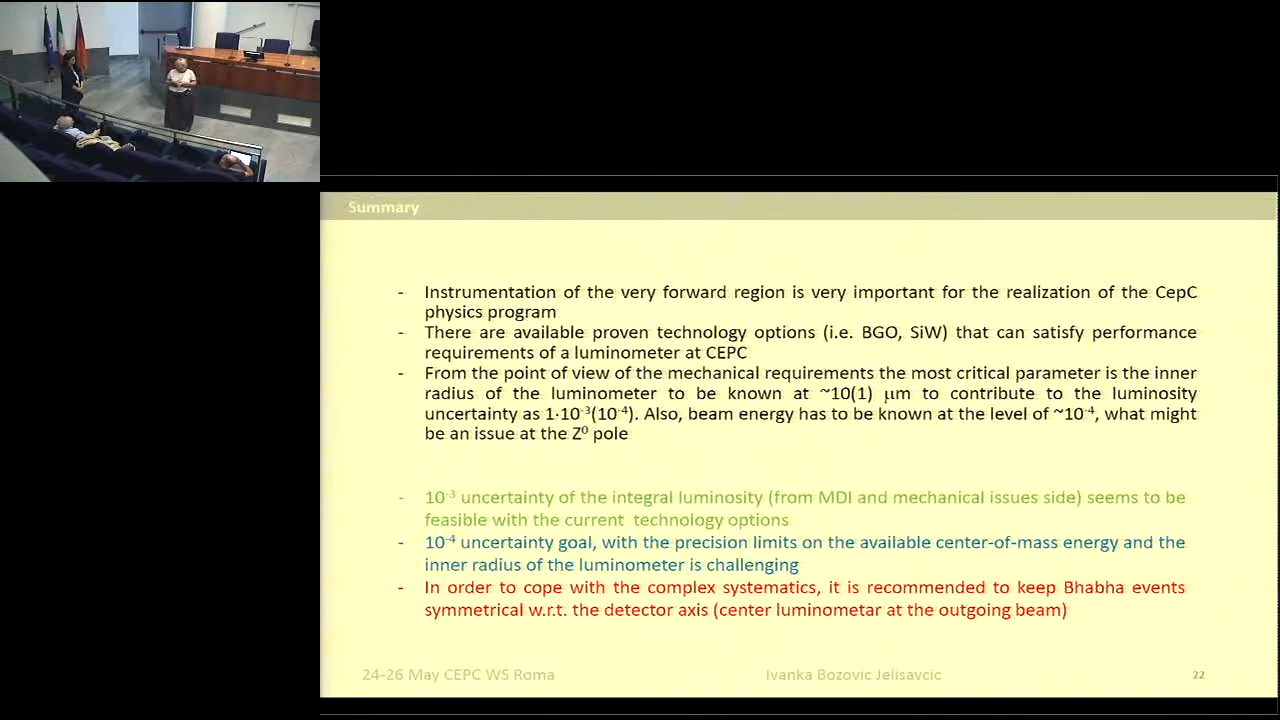 Summary
- Instrumentation of the very forward region is very important for the realization of the CepC
physics program
- There are available proven technology options (i.e. BGO, SiW) that can satisfy performance
requirements of a luminometer at CEPC
- From the point of view of the mechanical requirements the most critical parameter is the inner
radius of the luminometer to be known at ~10(1) μm to contribute to the luminosity
uncertainty as 1·10⁻³(10⁻⁴). Also, beam energy has to be known at the level of ~10⁻⁴, what might
be an issue at the Z⁰ pole
- 10⁻³ uncertainty of the integral luminosity (from MDI and mechanical issues side) seems to be
feasible with the current technology options
- 10⁻⁴ uncertainty goal, with the precision limits on the available center-of-mass energy and the
inner radius of the luminometer is challenging
- In order to cope with the complex systematics, it is recommended to keep Bhabha events
symmetrical w.r.t. the detector axis (center luminometar at the outgoing beam)
24-26 May CEPC WS Roma Ivanka Bozovic Jelisavcic 22